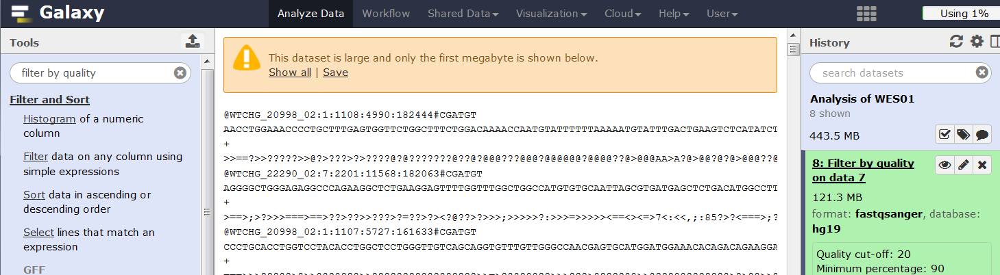 Galaxy
Analyze Data Workflow Shared Data Visualization Cloud Help User
Using 1%
Tools
filter by quality
Filter and Sort
Histogram of a numeric
column
Filter data on any column using
simple expressions
Sort data in ascending or
descending order
Select lines that match an
expression
GFF
This dataset is large and only the first megabyte is shown below.
Show all | Save
@WTCHG_20998_02:1:1108:4990:182444#CGATGT
AACCTGGAAACCCCTGCTTTGAGTGGTTCTGGCTTTCTGGACAAAACCAATGTATTTTTTAAAAATGTATTTGACTGAAGTCTCATATCT
+
>>==?>>?????>>@?>???>?>????@?@???????@??@?@@@???@@@?@@@@@@?@@@@??@>@@@AA>A?@>@@?@?@>@@@??@
@WTCHG_22290_02:7:2201:11568:182063#CGATGT
AGGGGCTGGGAGAGGCCCAGAAGGCTCTGAAGGAGTTTTGGTTTGGCTGGCCATGTGTGCAATTAGCGTGATGAGCTCTGACATGGCCTT
+
>==>;>?>>>===>==>??>??>>???>?=??>?><?@??>?>>>;>>>>>?:>>>=>>>>><==<><=>7<:<<,;:85?>?<===>;?
@WTCHG_20998_02:1:1107:5727:161633#CGATGT
CCCTGCACCTGGTCCTACACCTGGCTCCTGGGTTGTCAGCAGGTGTTTGTTGGGCCAACGAGTGCATGGATGGAAACACAGACAGAAGGA
+
History
search datasets
Analysis of WES01
8 shown
443.5 MB
8: Filter by quality
on data 7
121.3 MB
format: fastqsanger, database:
hg19
Quality cut-off: 20
Minimum percentage: 90